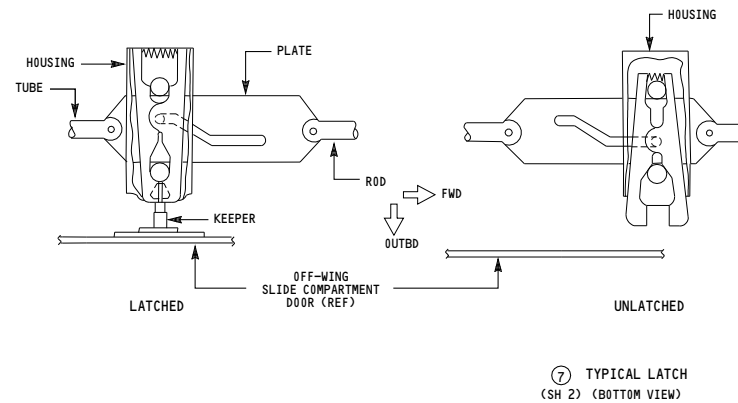 HOUSING
HOUSING
PLATE
TUBE
ROD
FWD
KEEPER
OUTBD
OFF-WING
SLIDE COMPARTMENT
DOOR (REF)
LATCHED
UNLATCHED
7 TYPICAL LATCH
(SH 2) (BOTTOM VIEW)